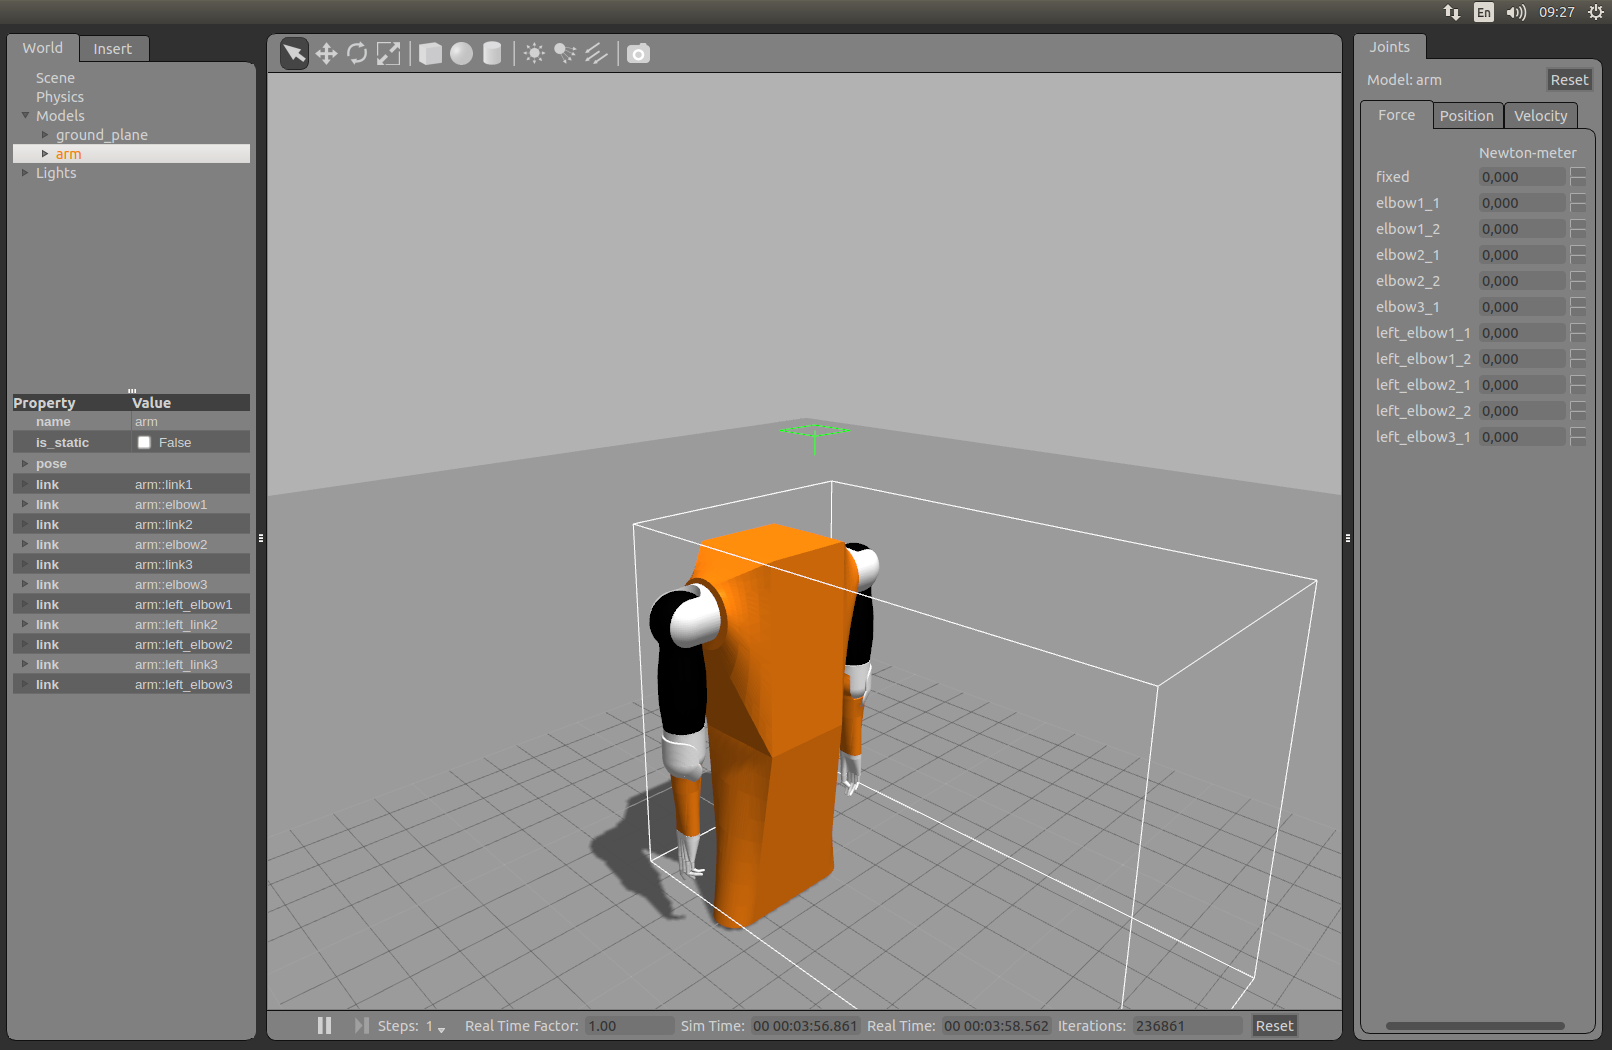 En 09:27
World Insert
Scene
Physics
Models
ground_plane
arm
Lights
Property Value
name arm
is_static False
pose
link arm::link1
link arm::elbow1
link arm::link2
link arm::elbow2
link arm::link3
link arm::elbow3
link arm::left_elbow1
link arm::left_link2
link arm::left_elbow2
link arm::left_link3
link arm::left_elbow3
Steps: 1 Real Time Factor: 1.00 Sim Time: 00 00:03:56.861 Real Time: 00 00:03:58.562 Iterations: 236861 Reset
Joints
Model: arm Reset
Force Position Velocity
Newton-meter
fixed 0,000
elbow1_1 0,000
elbow1_2 0,000
elbow2_1 0,000
elbow2_2 0,000
elbow3_1 0,000
left_elbow1_1 0,000
left_elbow1_2 0,000
left_elbow2_1 0,000
left_elbow2_2 0,000
left_elbow3_1 0,000